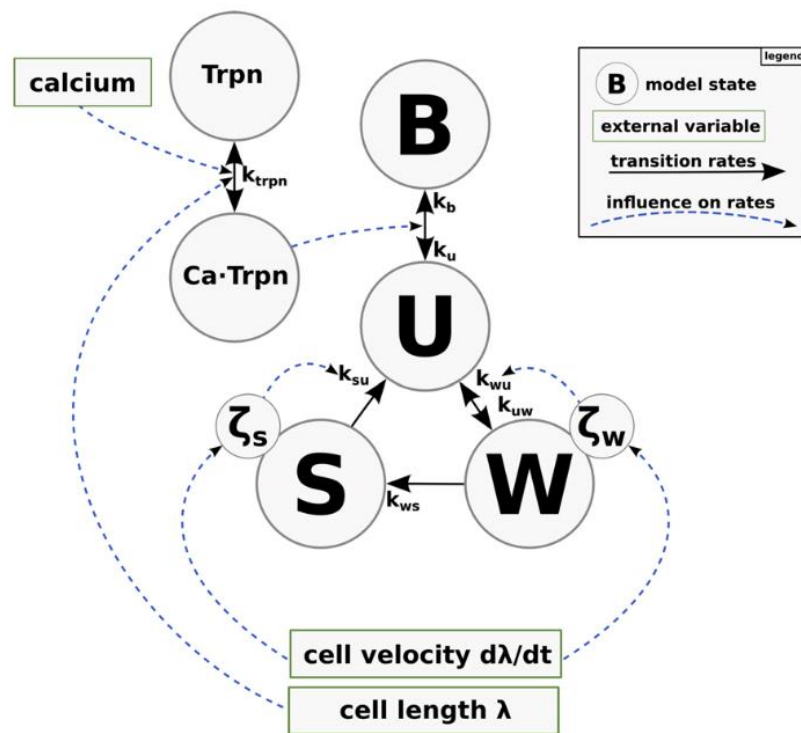 calcium
Trpn
k_trpn
Ca·Trpn
B
k_b
k_u
U
k_su
k_wu
k_uw
ζ_s
S
k_ws
W
ζ_w
cell velocity dλ/dt
cell length λ
legend
B model state
external variable
transition rates
influence on rates